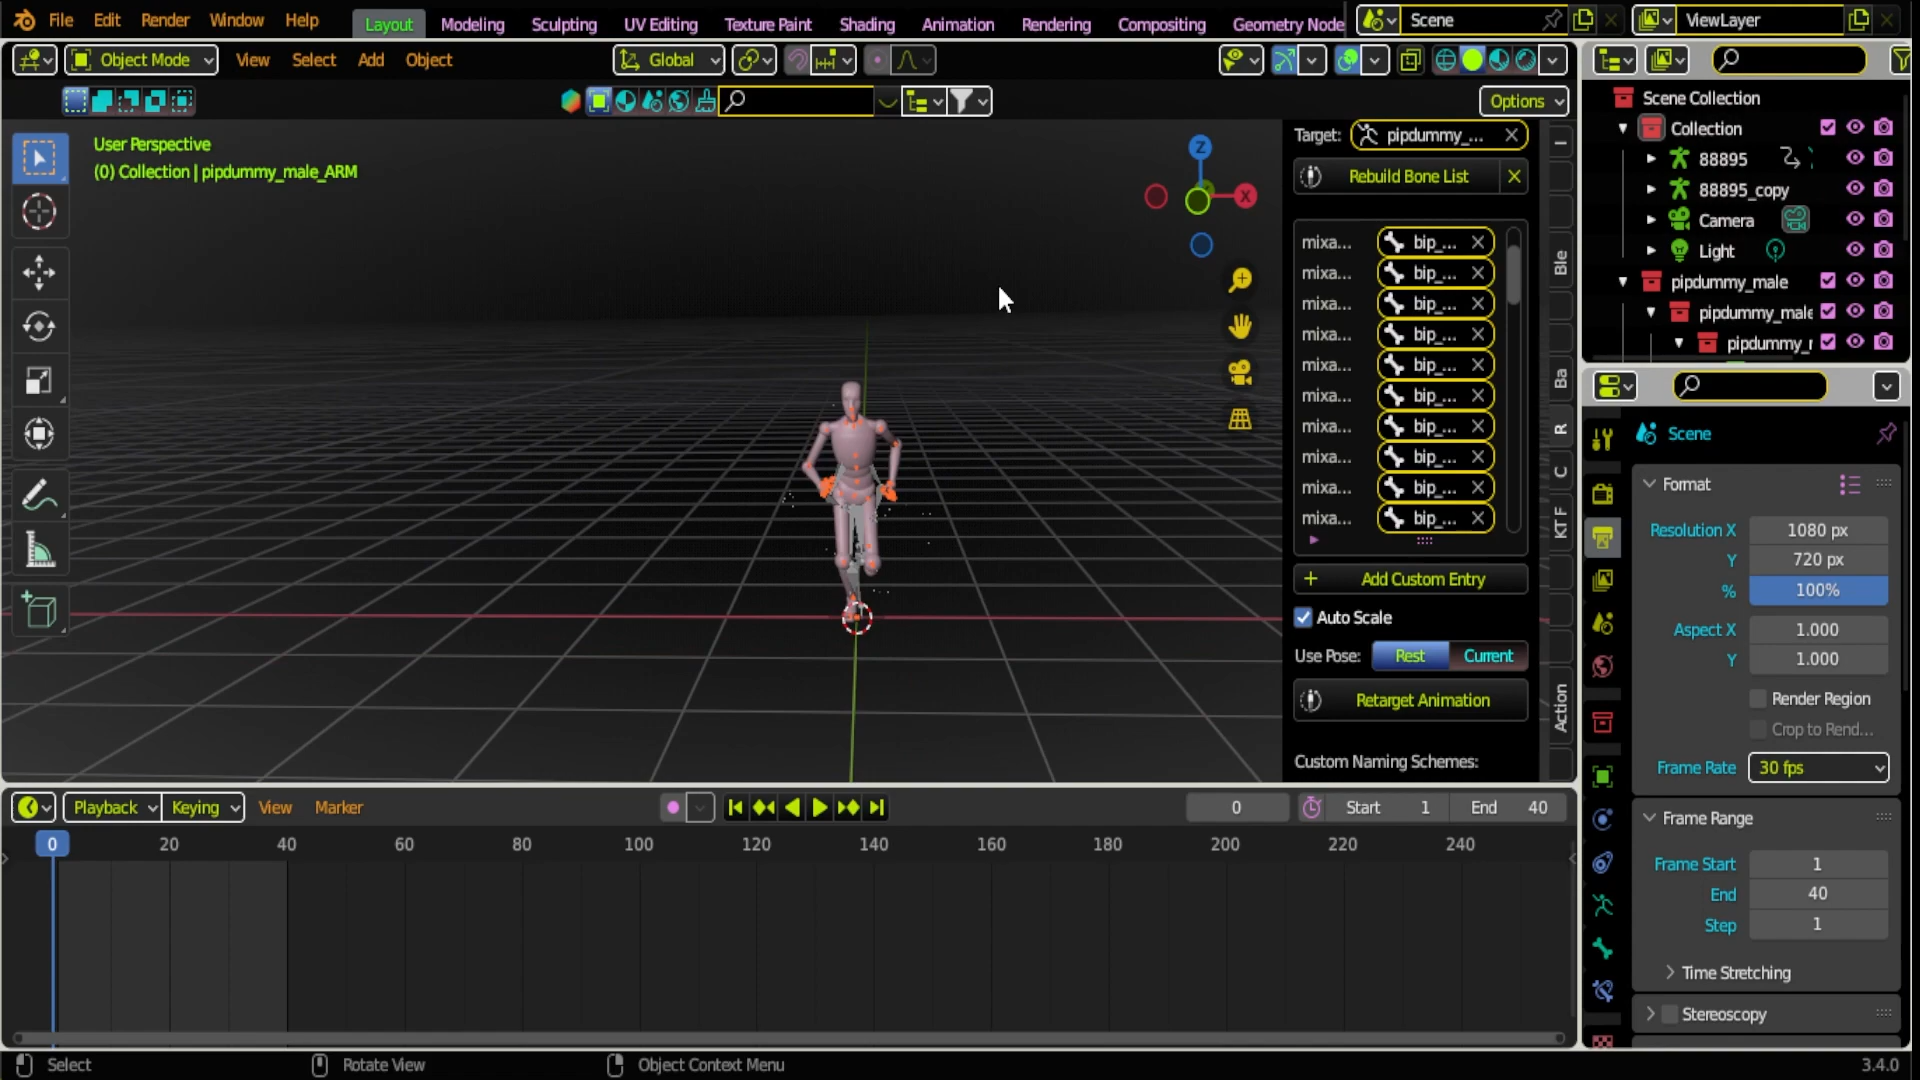 File Edit Render Window Help Layout Modeling Sculpting UV Editing Texture Paint Shading Animation Rendering Compositing Geometry Node Scene ViewLayer
Object Mode View Select Add Object Global
Options
User Perspective
(0) Collection | pipdummy_male_ARM
Z
X
Target: pipdummy_...
Rebuild Bone List
mixa... bip_...
mixa... bip_...
mixa... bip_...
mixa... bip_...
mixa... bip_...
mixa... bip_...
mixa... bip_...
mixa... bip_...
mixa... bip_...
mixa... bip_...
Add Custom Entry
Auto Scale
Use Pose: Rest Current
Retarget Animation
Custom Naming Schemes:
I
Ble
Ba
R
C
KT F
Action
Scene Collection
Collection
88895
88895_copy
Camera
Light
pipdummy_male
pipdummy_male
pipdummy_r
Scene
Format
Resolution X 1080 px
Y 720 px
% 100%
Aspect X 1.000
Y 1.000
Render Region
Crop to Rend...
Frame Rate 30 fps
Frame Range
Frame Start 1
End 40
Step 1
Time Stretching
Stereoscopy
Playback Keying View Marker 0 Start 1 End 40
0 20 40 60 80 100 120 140 160 180 200 220 240
Select Rotate View Object Context Menu 3.4.0